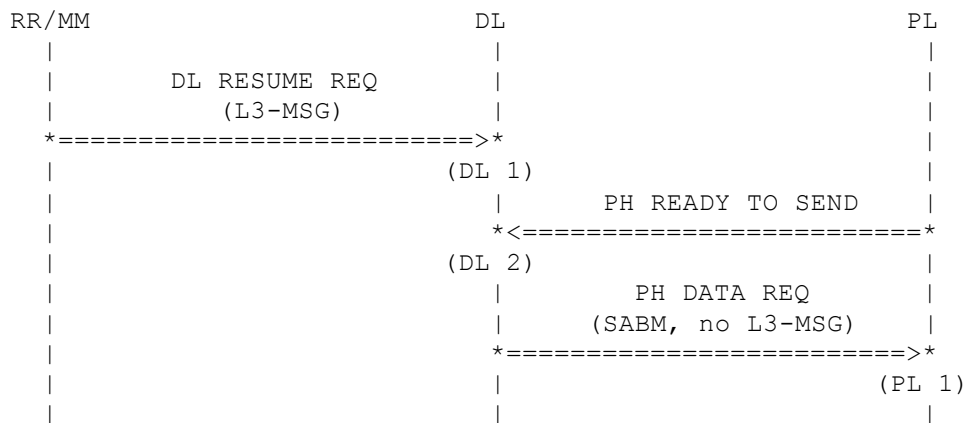 RR/MM DL PL
DL RESUME REQ
(L3-MSG)
*==========================>*
(DL 1)
PH READY TO SEND
*<=========================*
(DL 2)
PH DATA REQ
(SABM, no L3-MSG)
*=========================>*
(PL 1)